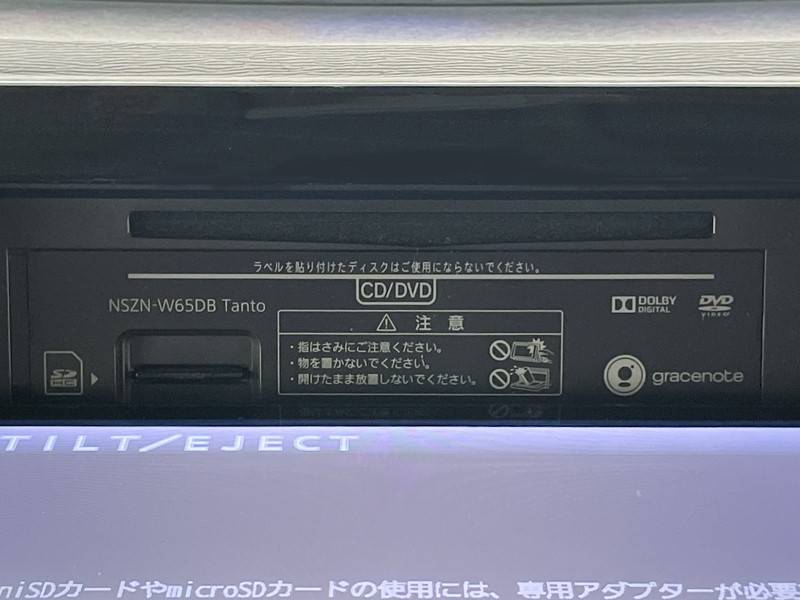 ラベルを貼り付けたディスクはご使用にならないでください。
CD/DVD
NSZN-W65DB Tanto
DOLBY
DIGITAL
DVD
VIDEO
⚠ 注意
・指はさみにご注意ください。
・物を置かないでください。
・開けたまま放置しないでください。
SD
HC
gracenote
TILT/EJECT
niSDカードやmicroSDカードの使用には、専用アダプターが必要